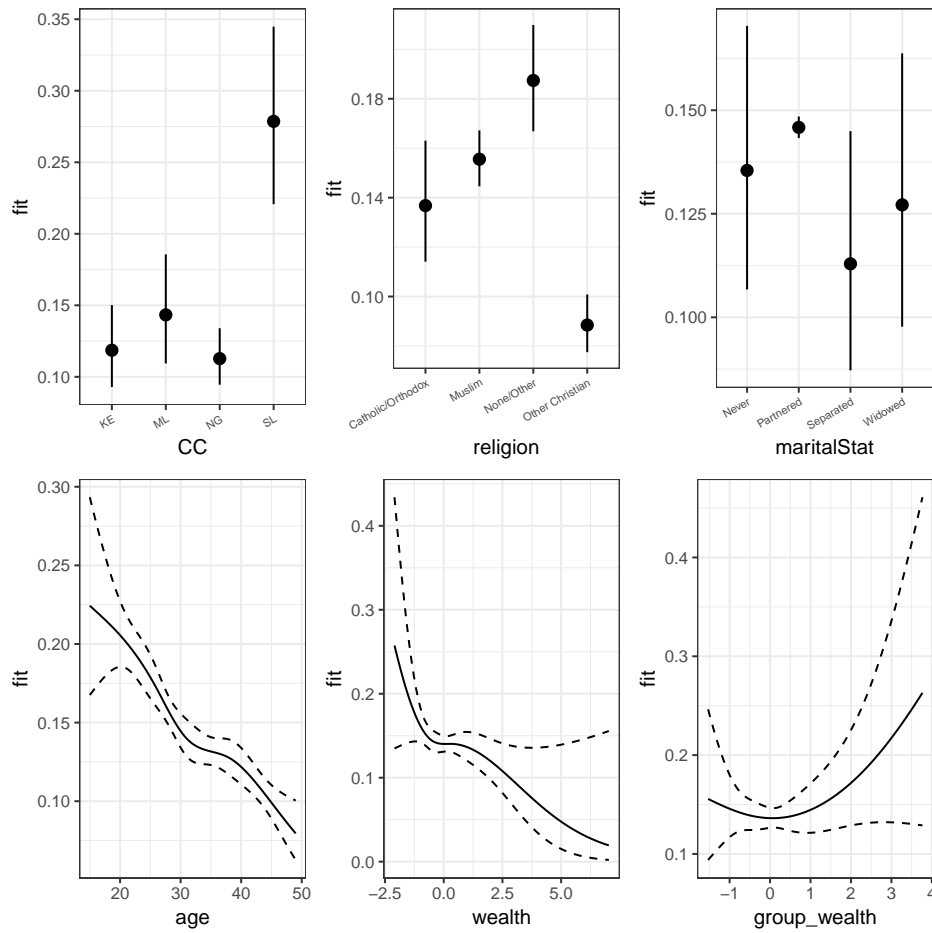 0.35
0.30
0.25
0.20
0.15
0.10
fit
KE ML NG SL
CC
0.18
0.14
0.10
fit
Catholic/Orthodox Muslim None/Other Other Christian
religion
0.150
0.125
0.100
fit
Never Partnered Separated Widowed
maritalStat
0.30
0.25
0.20
0.15
0.10
fit
20 30 40 50
age
0.4
0.3
0.2
0.1
0.0
fit
−2.5 0.0 2.5 5.0
wealth
0.4
0.3
0.2
0.1
fit
−1 0 1 2 3 4
group_wealth